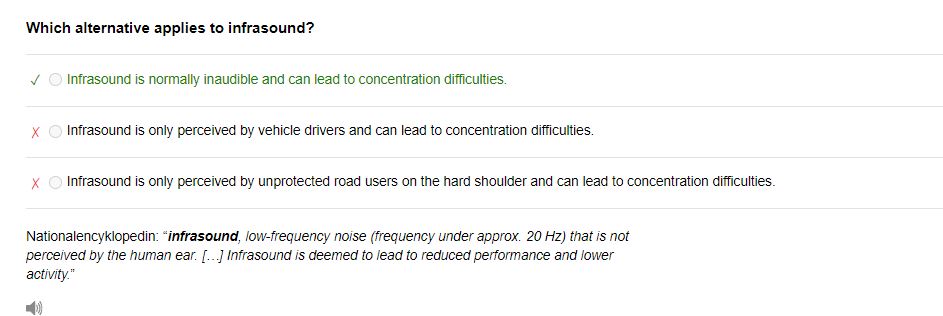 Which alternative applies to infrasound?
✓ Infrasound is normally inaudible and can lead to concentration difficulties.
X Infrasound is only perceived by vehicle drivers and can lead to concentration difficulties.
X Infrasound is only perceived by unprotected road users on the hard shoulder and can lead to concentration difficulties.
Nationalencyklopedin: “infrasound, low-frequency noise (frequency under approx. 20 Hz) that is not
perceived by the human ear. […] Infrasound is deemed to lead to reduced performance and lower
activity.”